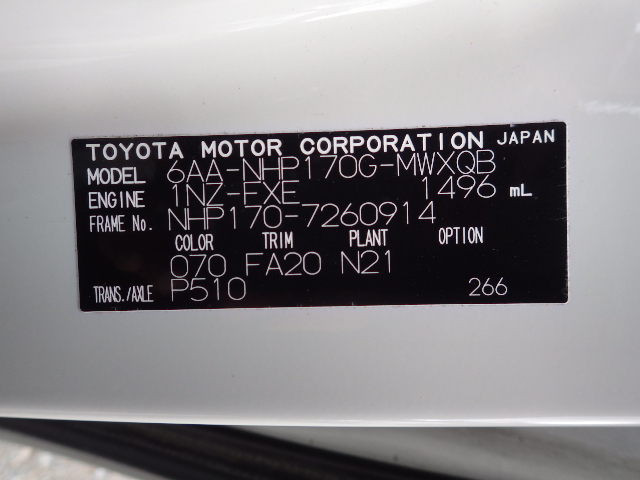 TOYOTA MOTOR CORPORATION JAPAN
MODEL 6AA-NHP170G-MWXQB
ENGINE 1NZ-FXE 1496 mL
FRAME No. NHP170-7260914
COLOR TRIM PLANT OPTION
070 FA20 N21
TRANS./AXLE P510 266